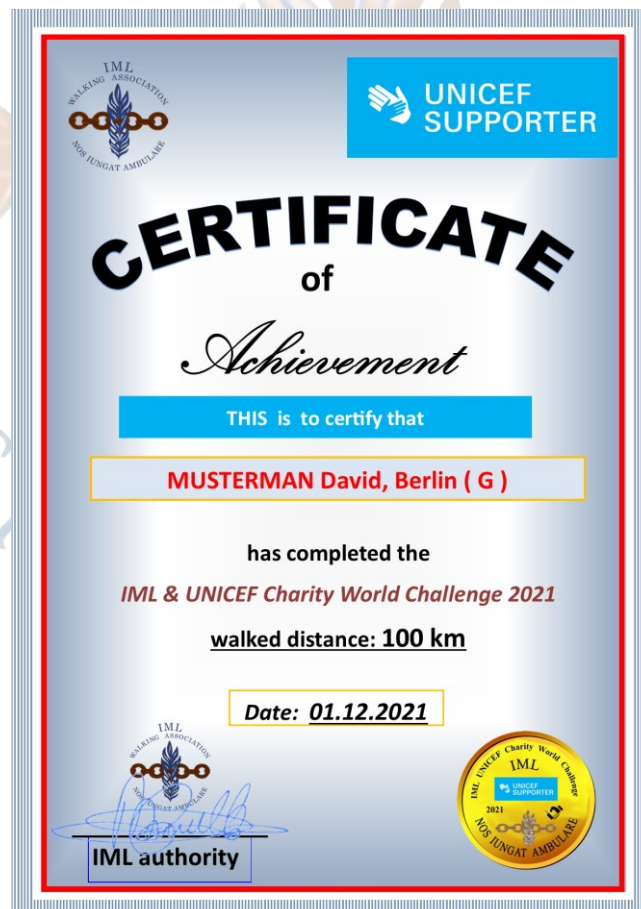 IML
WALKING ASSOCIATION
NOS IUNGAT AMBULARE
UNICEF
SUPPORTER
CERTIFICATE
of
Achievement
THIS is to certify that
MUSTERMAN David, Berlin ( G )
has completed the
IML & UNICEF Charity World Challenge 2021
walked distance: 100 km
Date: 01.12.2021
IML
WALKING ASSOCIATION
NOS IUNGAT AMBULARE
IML authority
IML UNICEF Charity World Challenge
IML
UNICEF
SUPPORTER
2021
NOS IUNGAT AMBULARE